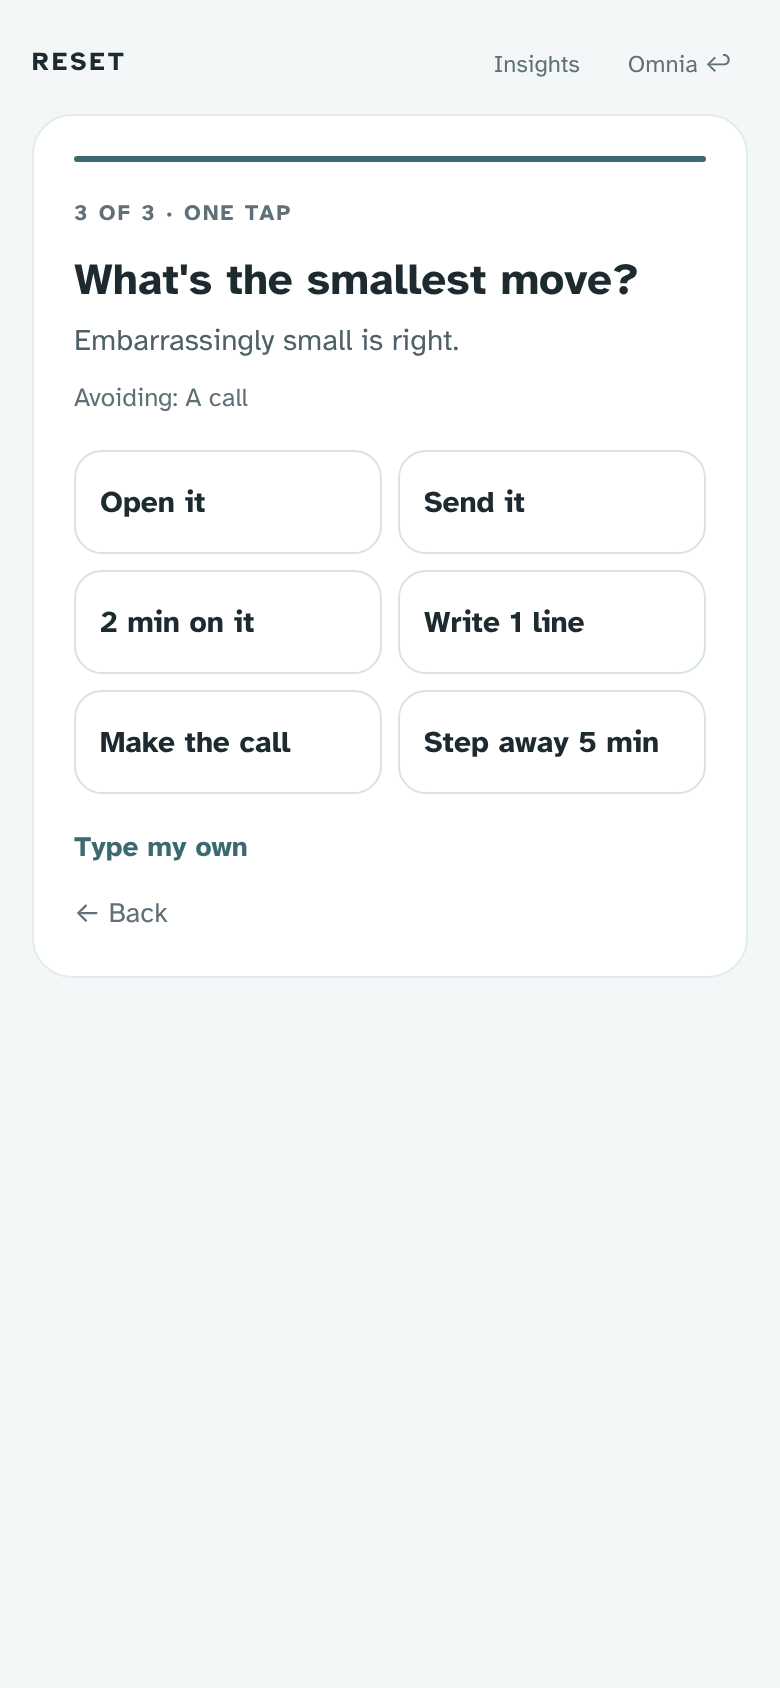 RESET
Insights
Omnia ↩
3 OF 3 · ONE TAP
What's the smallest move?
Embarrassingly small is right.
Avoiding: A call
Open it
Send it
2 min on it
Write 1 line
Make the call
Step away 5 min
Type my own
← Back